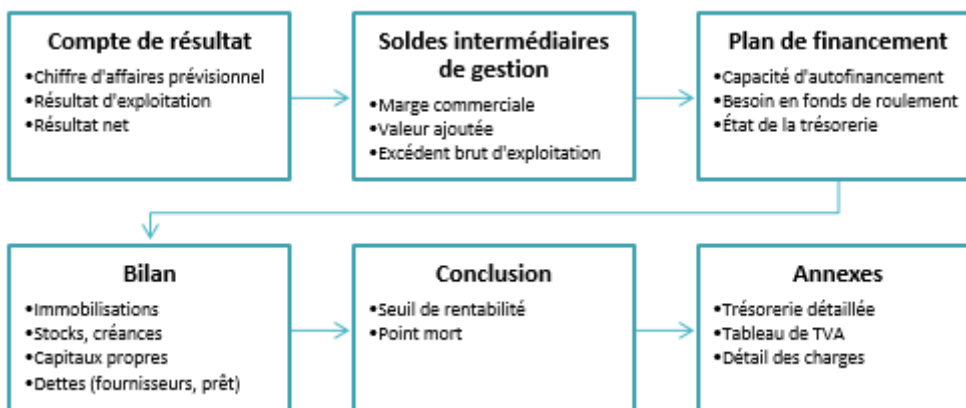 Compte de résultat
•Chiffre d'affaires prévisionnel
•Résultat d'exploitation
•Résultat net
Soldes intermédiaires
de gestion
•Marge commerciale
•Valeur ajoutée
•Excédent brut d'exploitation
Plan de financement
•Capacité d'autofinancement
•Besoin en fonds de roulement
•État de la trésorerie
Bilan
•Immobilisations
•Stocks, créances
•Capitaux propres
•Dettes (fournisseurs, prêt)
Conclusion
•Seuil de rentabilité
•Point mort
Annexes
•Trésorerie détaillée
•Tableau de TVA
•Détail des charges